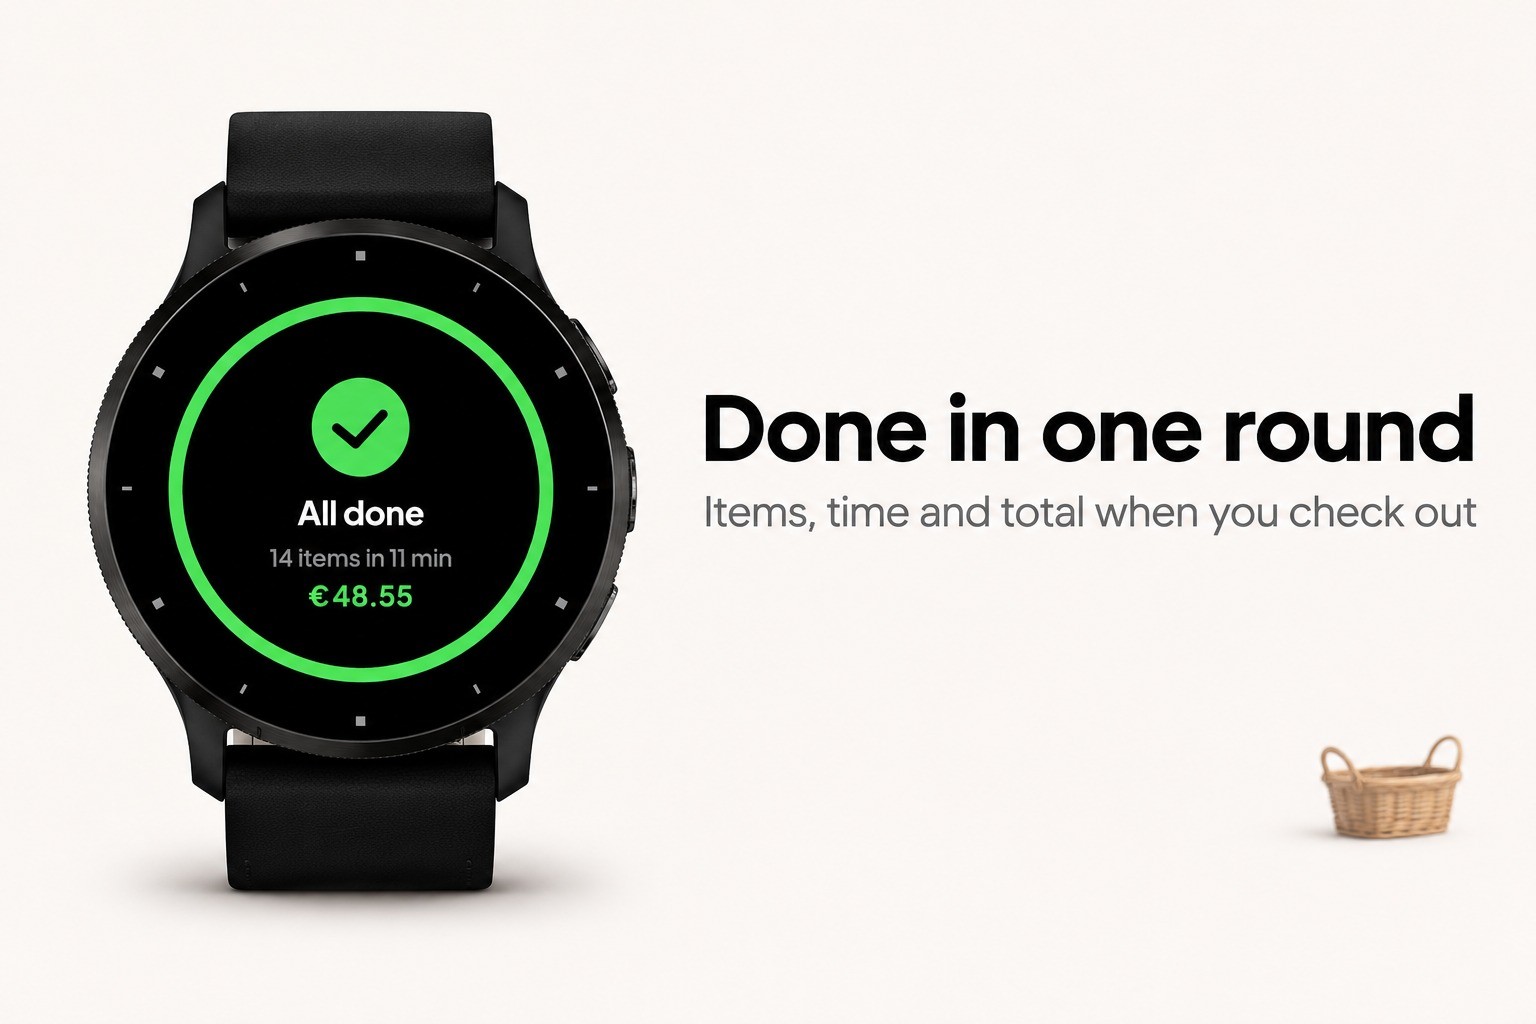 All done
14 items in 11 min
€48.55
Done in one round
Items, time and total when you check out